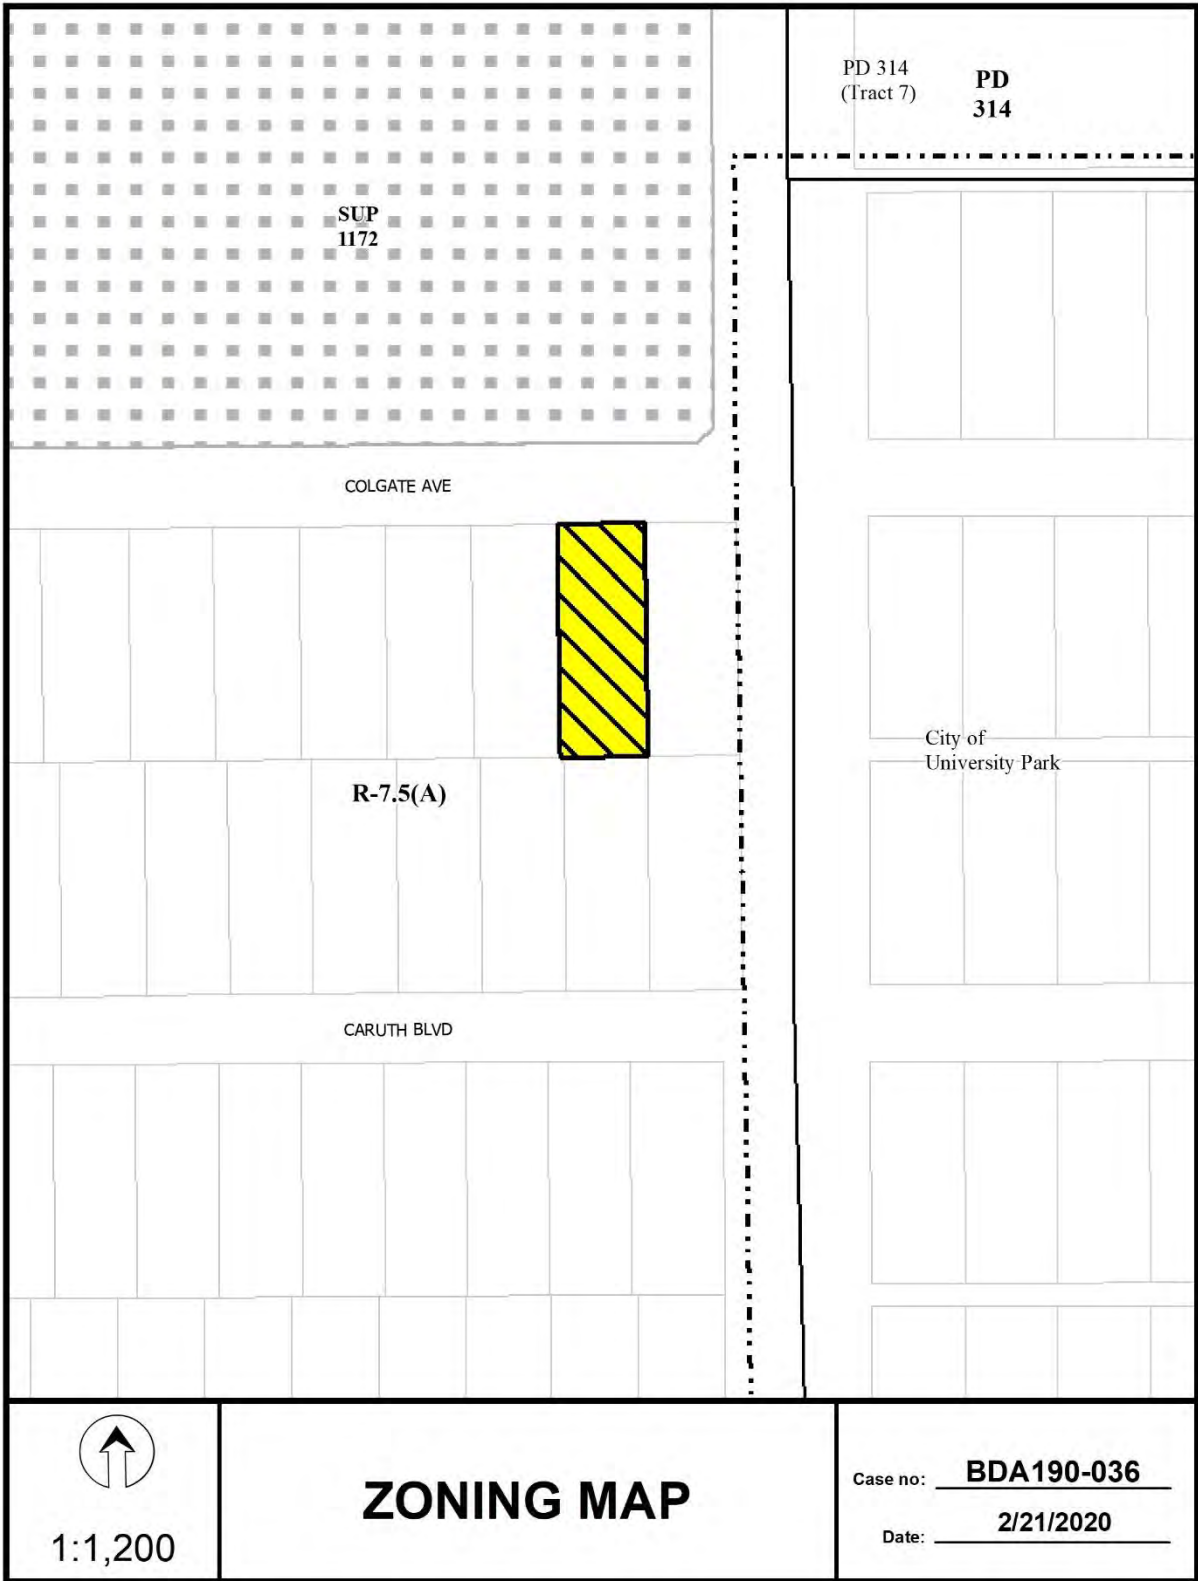 PD 314
(Tract 7)
PD
314
SUP
1172
COLGATE AVE
City of
University Park
R-7.5(A)
CARUTH BLVD
1:1,200
ZONING MAP
Case no: BDA190-036
Date: 2/21/2020